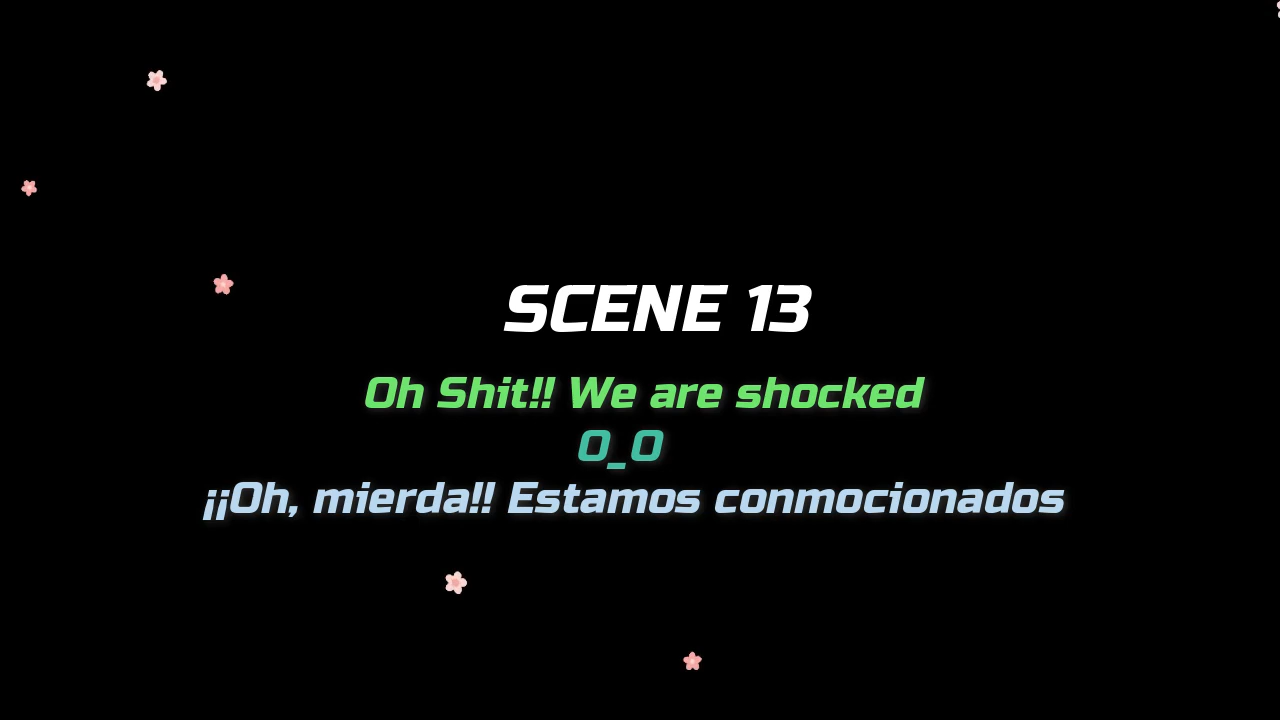 SCENE 13
Oh Shit!! We are shocked
O_O
¡¡Oh, mierda!! Estamos conmocionados